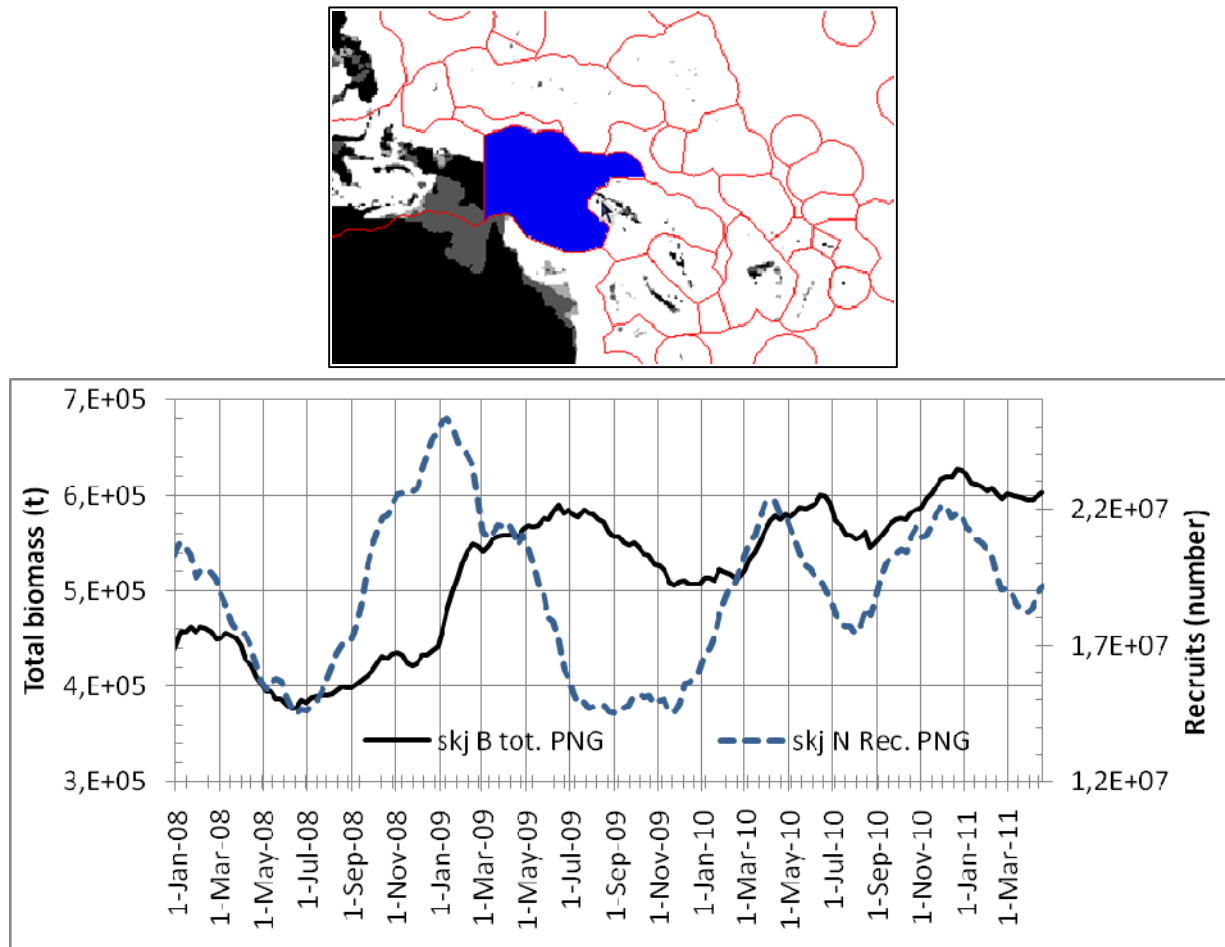 7,E+05
6,E+05
5,E+05
4,E+05
3,E+05
Total biomass (t)
2,2E+07
1,7E+07
1,2E+07
Recruits (number)
skj B tot. PNG
skj N Rec. PNG
1-Jan-08
1-Mar-08
1-May-08
1-Jul-08
1-Sep-08
1-Nov-08
1-Jan-09
1-Mar-09
1-May-09
1-Jul-09
1-Sep-09
1-Nov-09
1-Jan-10
1-Mar-10
1-May-10
1-Jul-10
1-Sep-10
1-Nov-10
1-Jan-11
1-Mar-11